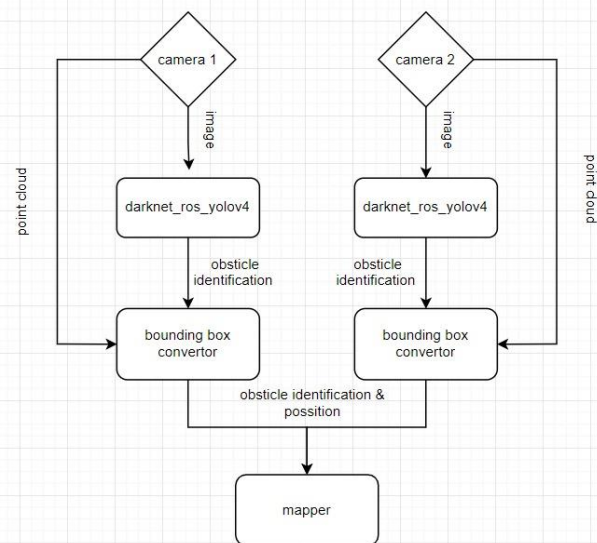 camera 1
camera 2
image
image
point cloud
point cloud
darknet_ros_yolov4
darknet_ros_yolov4
obsticle
identification
obsticle
identification
bounding box
convertor
bounding box
convertor
obsticle identification &
possition
mapper